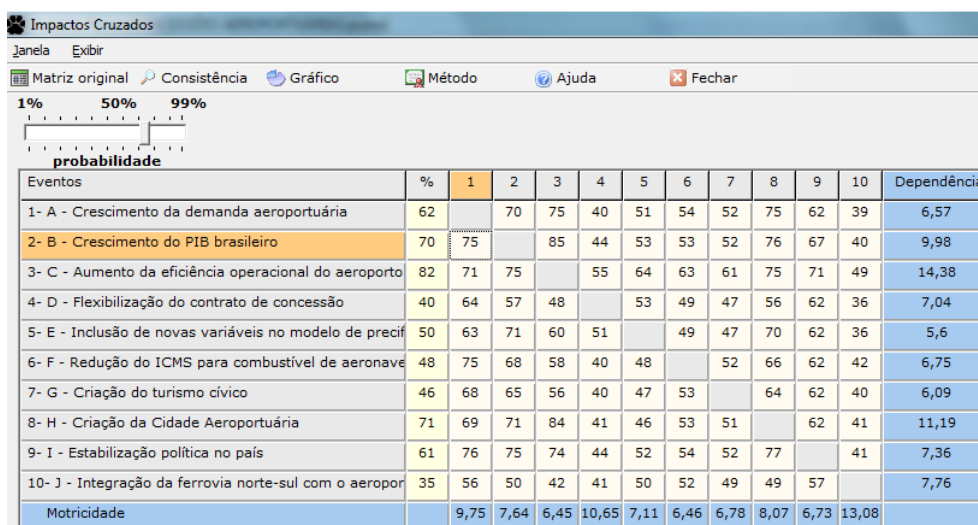 Impactos Cruzados
Janela Exibir
Matriz original Consistência Gráfico Método Ajuda Fechar
1% 50% 99%
probabilidade
Eventos % 1 2 3 4 5 6 7 8 9 10 Dependência
1- A - Crescimento da demanda aeroportuária 62 70 75 40 51 54 52 75 62 39 6,57
2- B - Crescimento do PIB brasileiro 70 75 85 44 53 53 52 76 67 40 9,98
3- C - Aumento da eficiência operacional do aeroporto 82 71 75 55 64 63 61 75 71 49 14,38
4- D - Flexibilização do contrato de concessão 40 64 57 48 53 49 47 56 62 36 7,04
5- E - Inclusão de novas variáveis no modelo de precif 50 63 71 60 51 49 47 70 62 36 5,6
6- F - Redução do ICMS para combustível de aeronave 48 75 68 58 40 48 52 66 62 42 6,75
7- G - Criação do turismo cívico 46 68 65 56 40 47 53 64 62 40 6,09
8- H - Criação da Cidade Aeroportuária 71 69 71 84 41 46 53 51 62 41 11,19
9- I - Estabilização política no país 61 76 75 74 44 52 54 52 77 41 7,36
10- J - Integração da ferrovia norte-sul com o aeropor 35 56 50 42 41 50 52 49 49 57 7,76
Motricidade 9,75 7,64 6,45 10,65 7,11 6,46 6,78 8,07 6,73 13,08